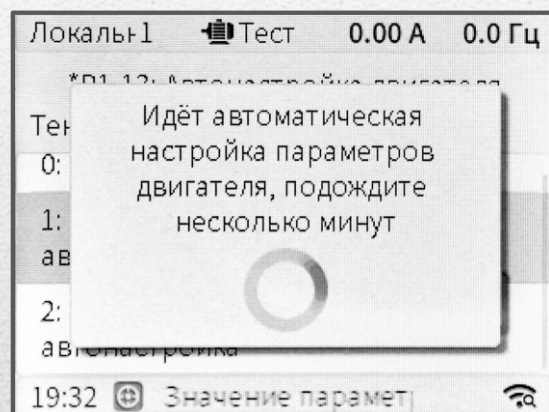 Локальн1 Тест 0.00 A 0.0 Гц
Идёт автоматическая
настройка параметров
двигателя, подождите
несколько минут
0:
1:
2:
19:32 Значение парамет